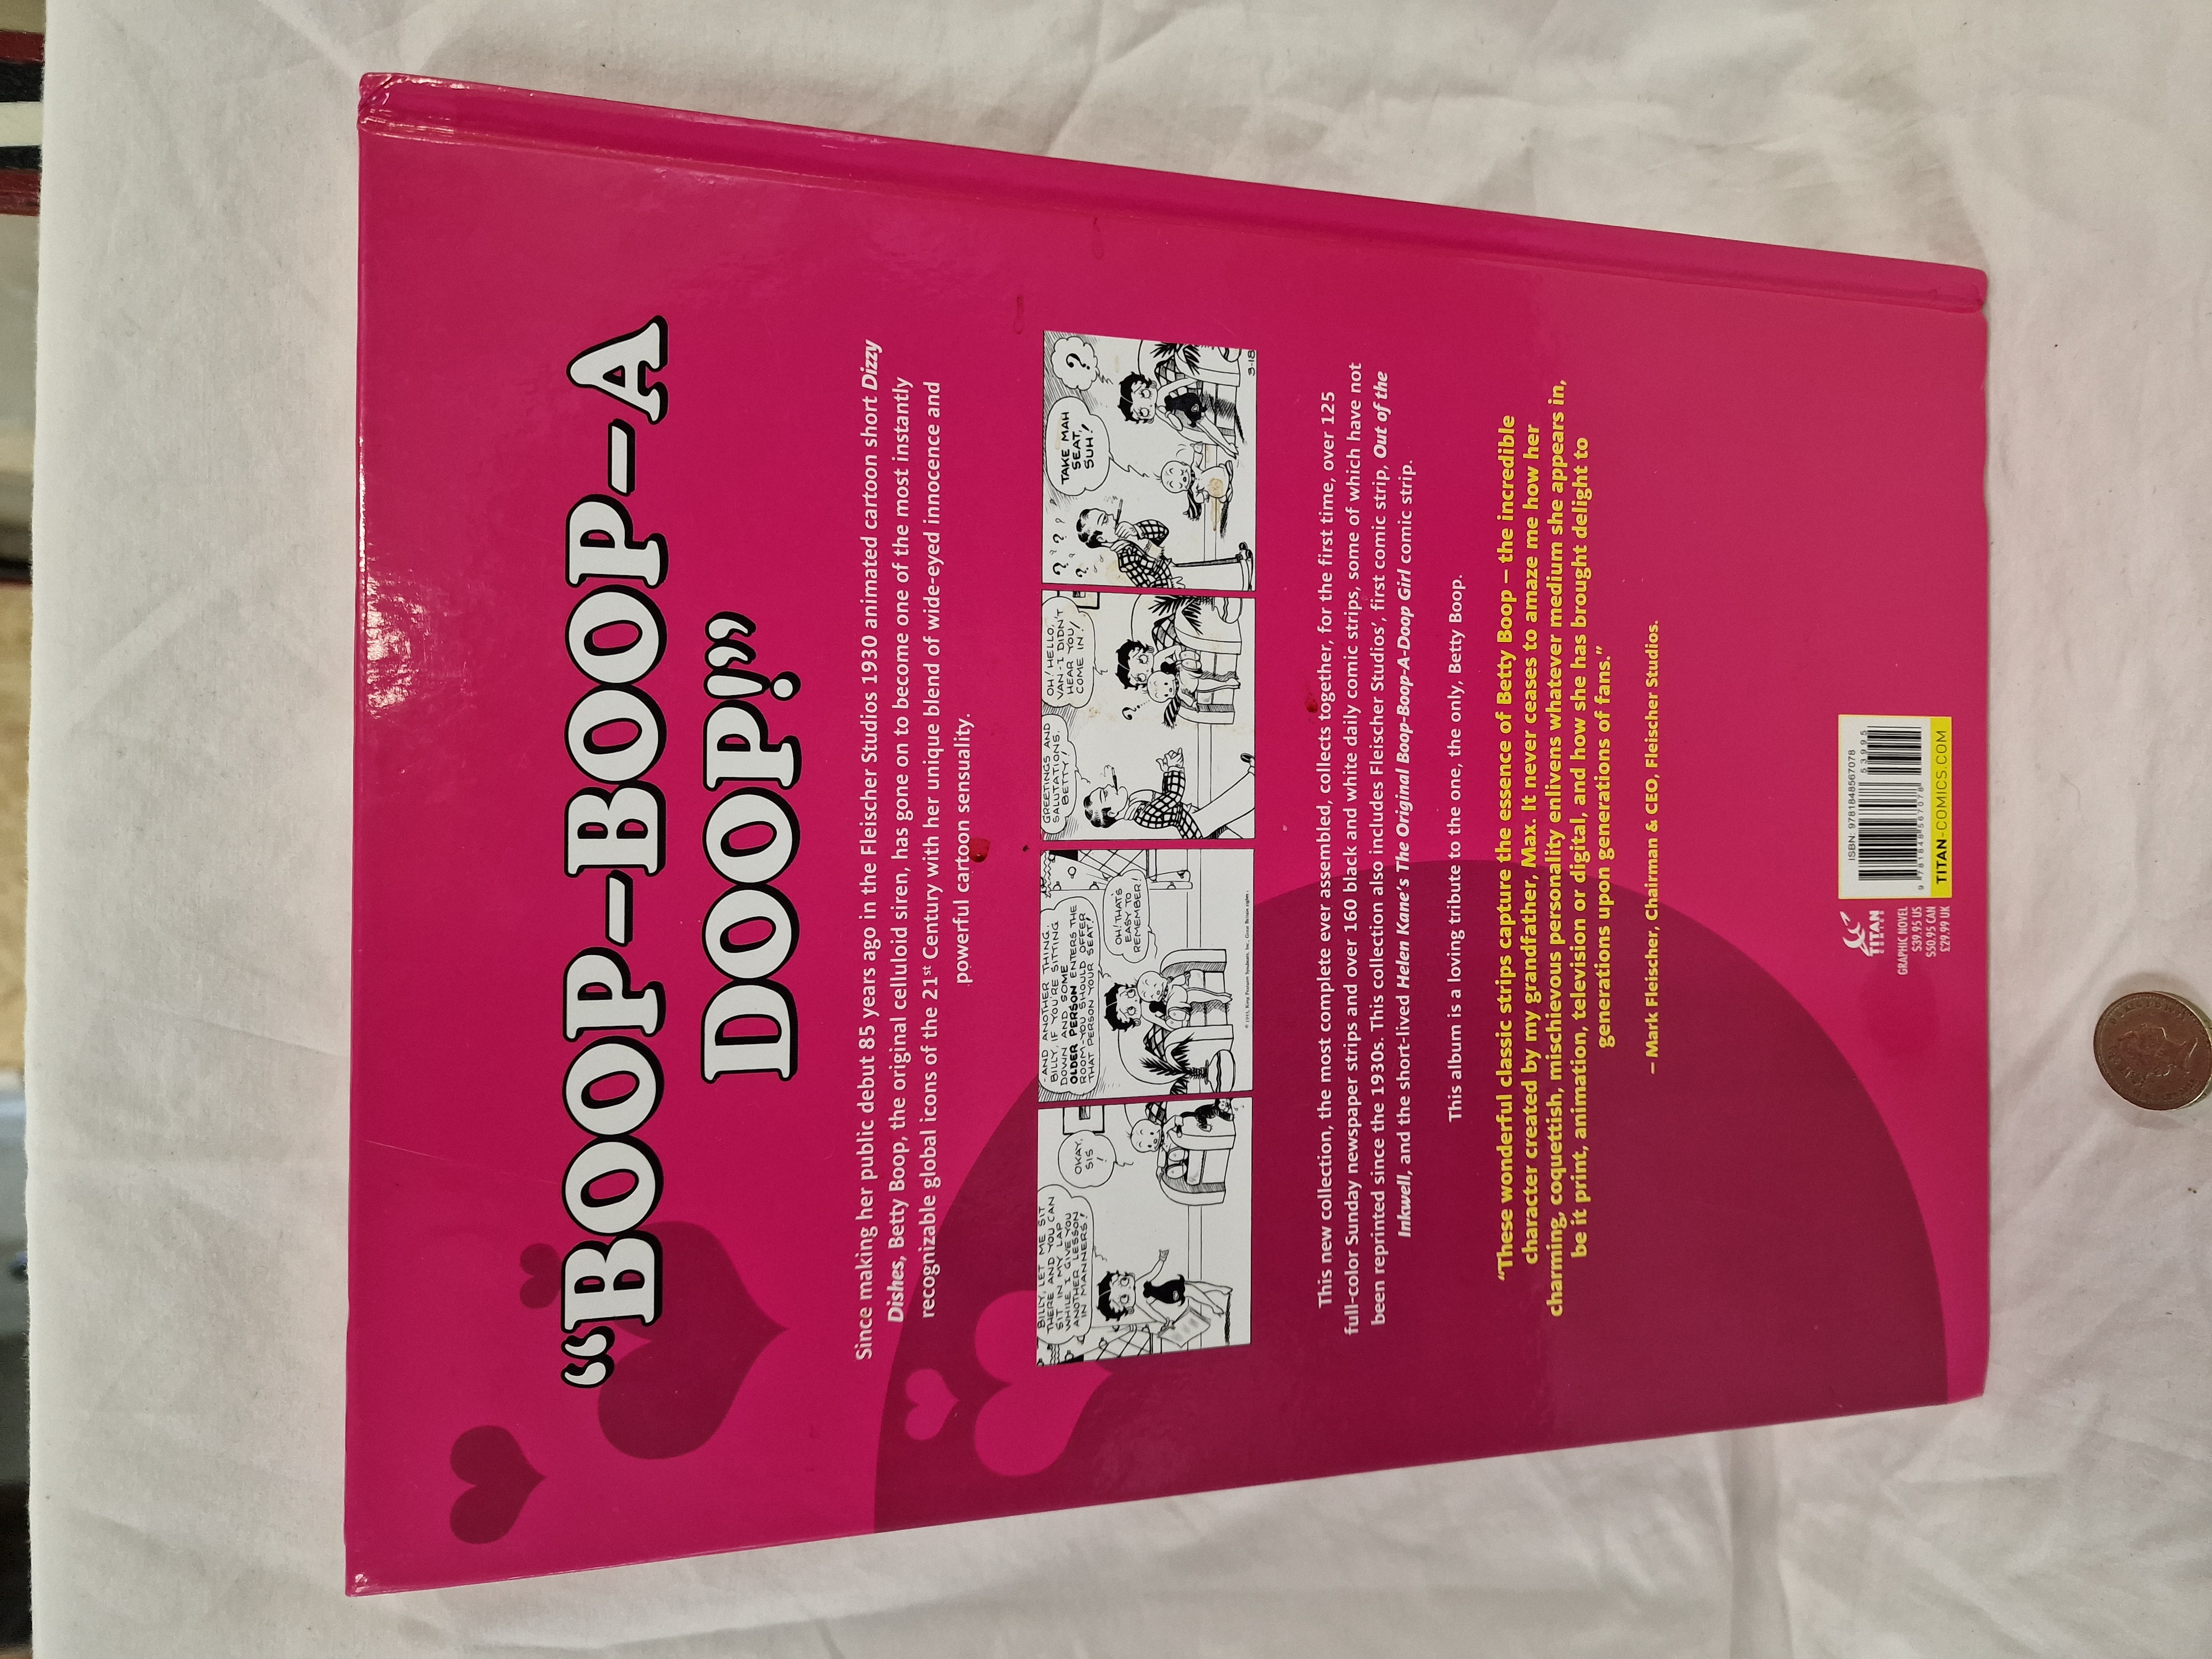 “BOOP-BOOP-A
DOOP!”
Since making her public debut 85 years ago in the Fleischer Studios 1930 animated cartoon short Dizzy
Dishes, Betty Boop, the original celluloid siren, has gone on to become one of the most instantly
recognizable global icons of the 21st Century with her unique blend of wide-eyed innocence and
powerful cartoon sensuality.
BILLY, LET ME SIT
THERE AND YOU CAN
SIT IN MY LAP
WHILE I GIVE YOU
ANOTHER LESSON
IN MANNERS!
OKAY,
SIS
!
-AND ANOTHER THING,
BILLY, IF YOU'RE SITTING
DOWN AND SOME
OLDER PERSON ENTERS THE
ROOM-YOU SHOULD OFFER
THAT PERSON YOUR SEAT!
OH! THAT'S
EASY TO
REMEMBER!
GREETINGS AND
SALUTATIONS,
BETTY!
OH! HELLO,
VAN-I DIDN'T
HEAR YOU
COME IN!
?
? ? ? ?
?
TAKE MAH
SEAT,
SUH!
?
3-18
This new collection, the most complete ever assembled, collects together, for the first time, over 125
full-color Sunday newspaper strips and over 160 black and white daily comic strips, some of which have not
been reprinted since the 1930s. This collection also includes Fleischer Studios’, first comic strip, Out of the
Inkwell, and the short-lived Helen Kane’s The Original Boop-Boop-A-Doop Girl comic strip.
This album is a loving tribute to the one, the only, Betty Boop.
“These wonderful classic strips capture the essence of Betty Boop – the incredible
character created by my grandfather, Max. It never ceases to amaze me how her
charming, coquettish, mischievous personality enlivens whatever medium she appears in,
be it print, animation, television or digital, and how she has brought delight to
generations upon generations of fans.”
– Mark Fleischer, Chairman & CEO, Fleischer Studios.
TITAN
COMICS
GRAPHIC NOVEL
$39.95 US
$50.95 CAN
£29.99 UK
ISBN: 9781848567078
53995
9 781848 567078
TITAN-COMICS.COM